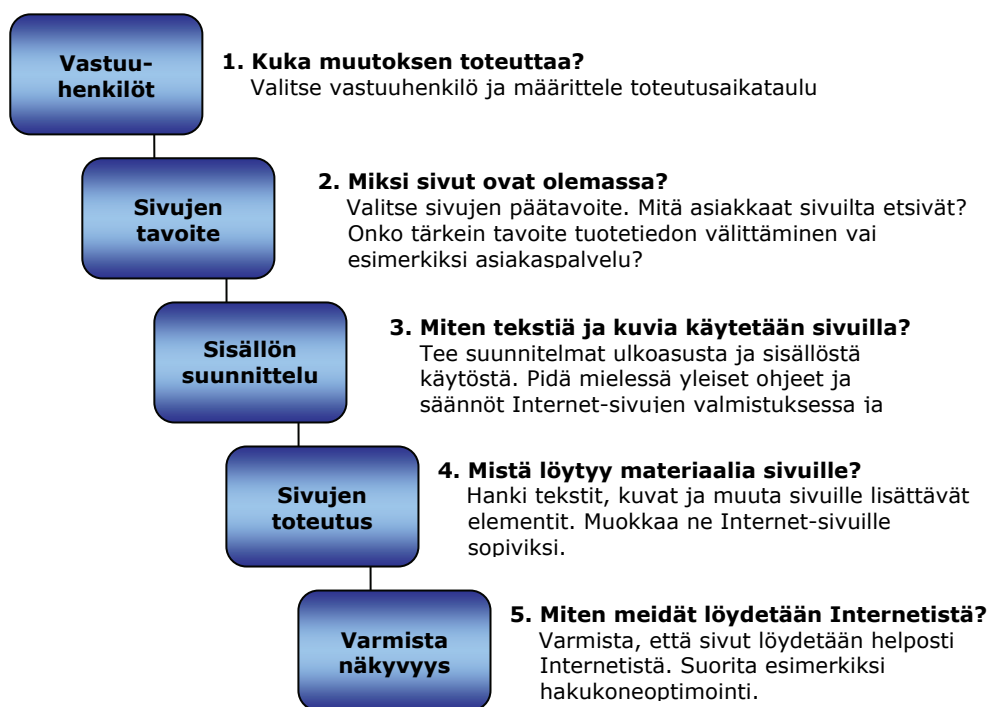 Vastuu-
henkilöt
1. Kuka muutoksen toteuttaa?
Valitse vastuuhenkilö ja määrittele toteutusaikataulu
Sivujen
tavoite
2. Miksi sivut ovat olemassa?
Valitse sivujen päätavoite. Mitä asiakkaat sivuilta etsivät?
Onko tärkein tavoite tuotetiedon välittäminen vai
esimerkiksi asiakaspalvelu?
Sisällön
suunnittelu
3. Miten tekstiä ja kuvia käytetään sivuilla?
Tee suunnitelmat ulkoasusta ja sisällöstä
käytöstä. Pidä mielessä yleiset ohjeet ja
säännöt Internet-sivujen valmistuksessa ja
Sivujen
toteutus
4. Mistä löytyy materiaalia sivuille?
Hanki tekstit, kuvat ja muuta sivuille lisättävät
elementit. Muokkaa ne Internet-sivuille
sopiviksi.
Varmista
näkyvyys
5. Miten meidät löydetään Internetistä?
Varmista, että sivut löydetään helposti
Internetistä. Suorita esimerkiksi
hakukoneoptimointi.